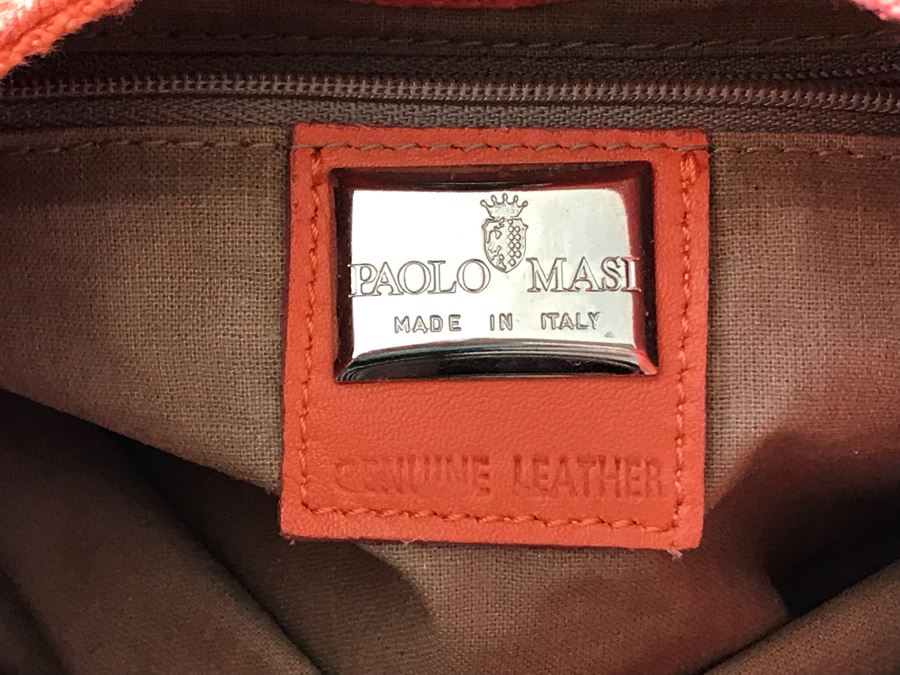 PAOLO MASI
MADE IN ITALY
GENUINE LEATHER